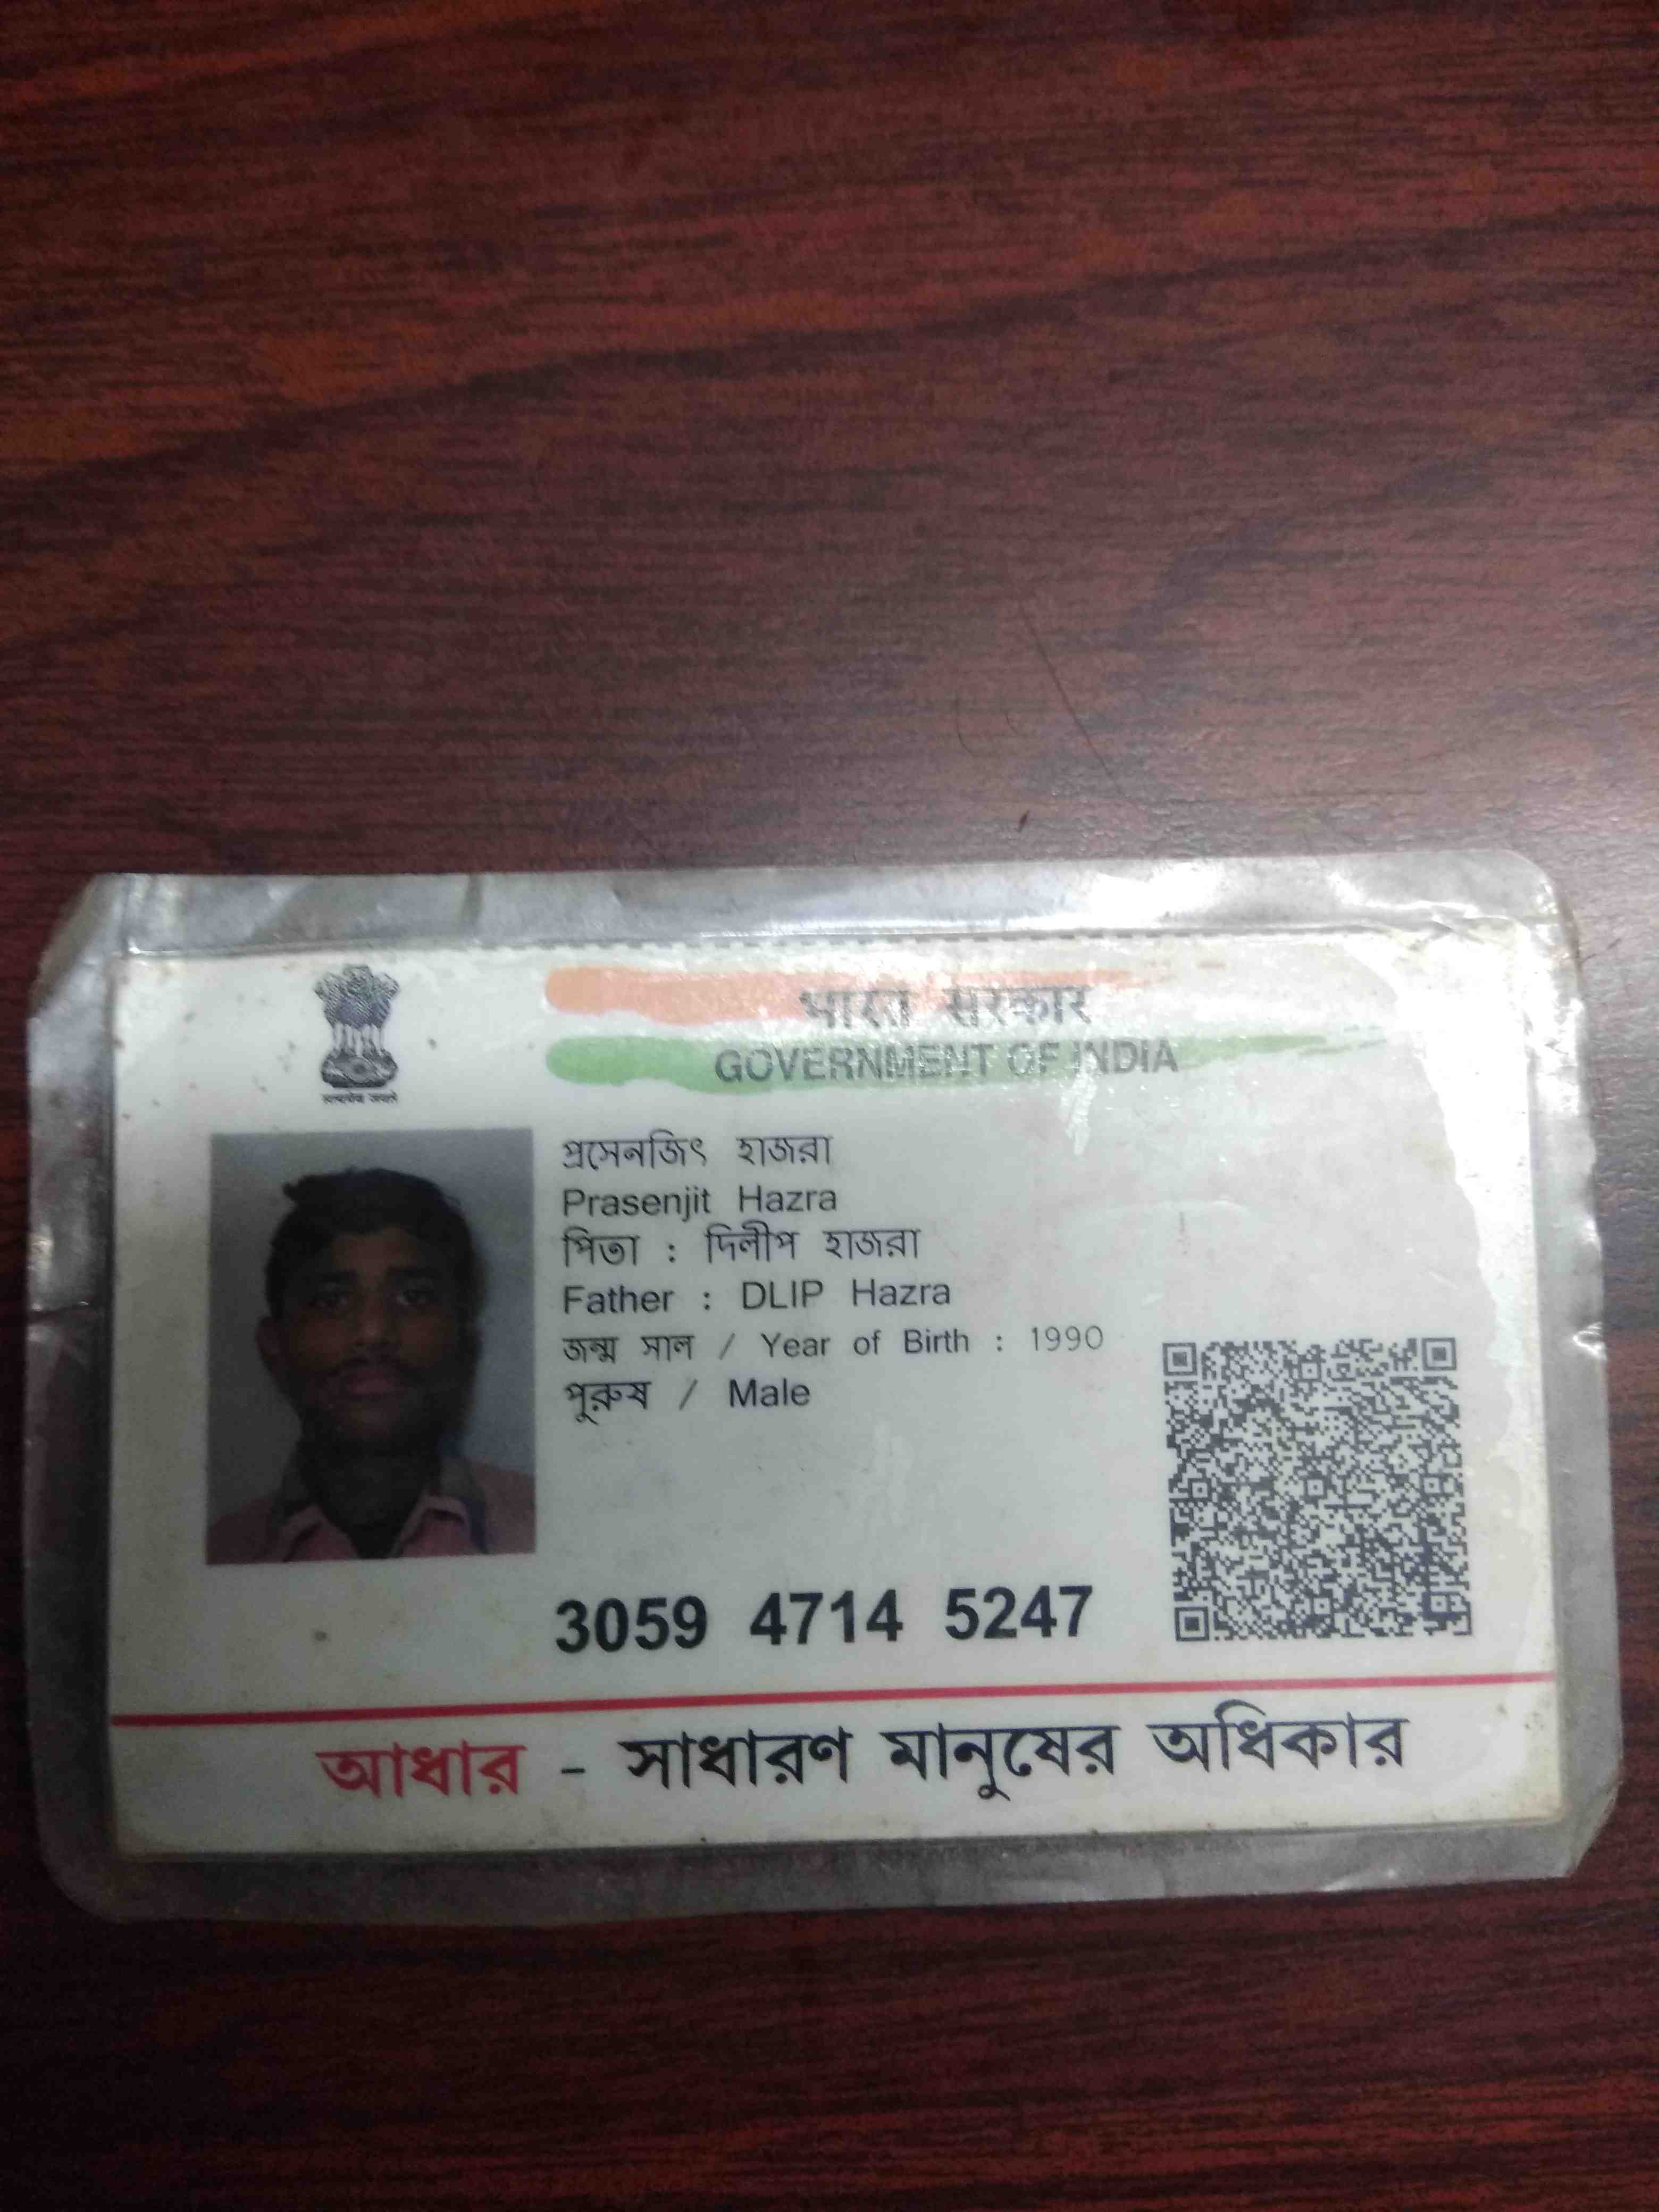 सत्यमेव जयते
भारत सरकार
GOVERNMENT OF INDIA
প্রসেনজিৎ হাজরা
Prasenjit Hazra
পিতা : দিলীপ হাজরা
Father : DLIP Hazra
জন্ম সাল / Year of Birth : 1990
পুরুষ / Male
3059 4714 5247
আধার - সাধারণ মানুষের অধিকার